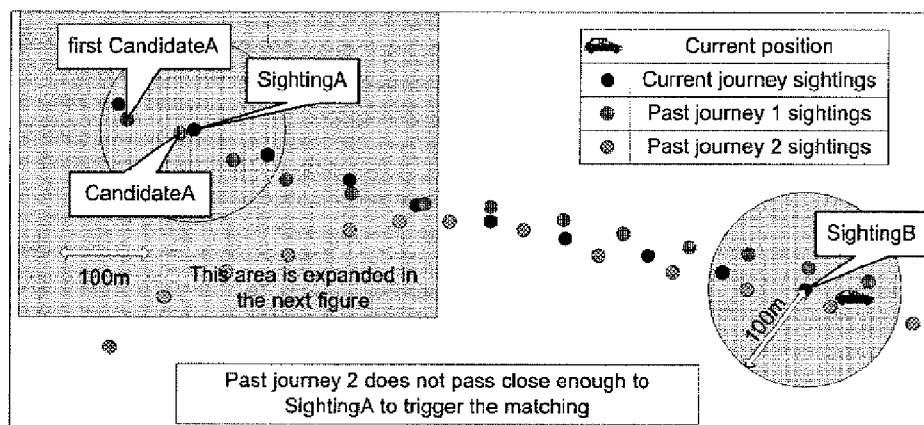 first CandidateA
SightingA
CandidateA
100m
This area is expanded in
the next figure
Current position
Current journey sightings
Past journey 1 sightings
Past journey 2 sightings
SightingB
100m
Past journey 2 does not pass close enough to
SightingA to trigger the matching